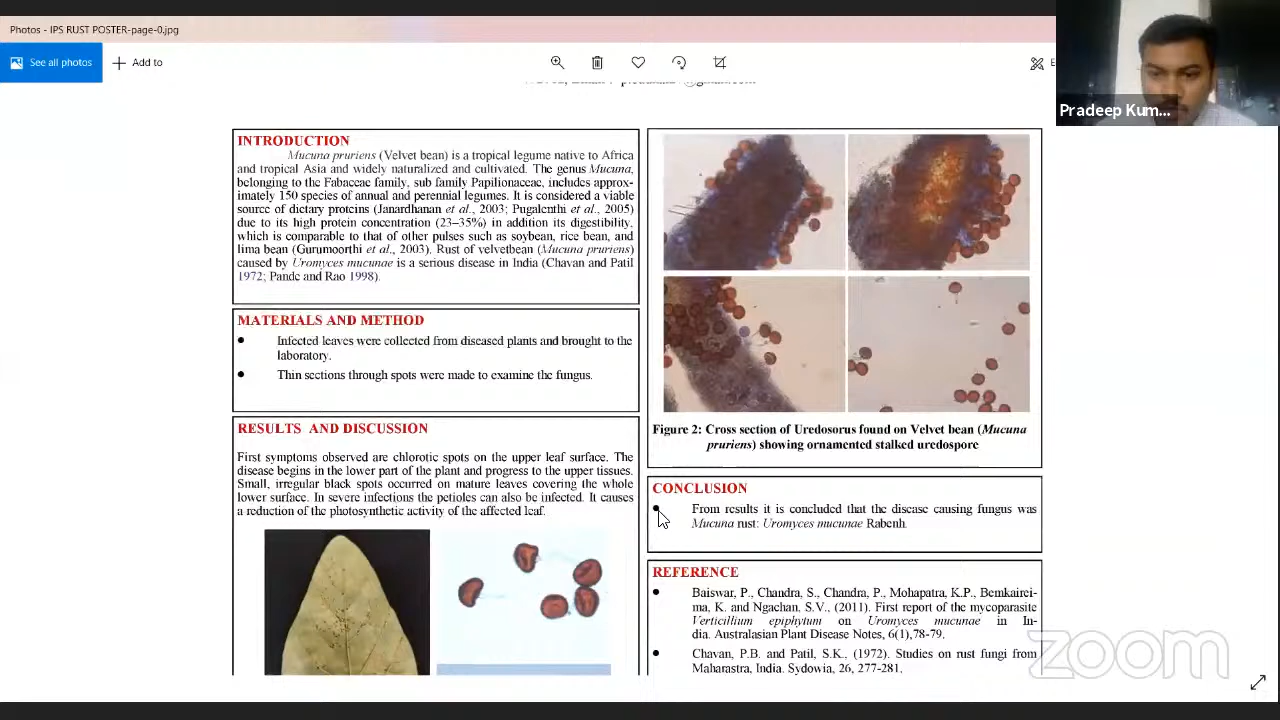 Photos - IPS RUST POSTER-page-0.jpg
See all photos
Add to
Pradeep Kum...
INTRODUCTION
Mucuna pruriens (Velvet bean) is a tropical legume native to Africa
and tropical Asia and widely naturalized and cultivated. The genus Mucuna,
belonging to the Fabaceae family, sub family Papilionaceae, includes approx-
imately 150 species of annual and perennial legumes. It is considered a viable
source of dietary proteins (Janardhanan et al., 2003; Pugalenthi et al., 2005)
due to its high protein concentration (23–35%) in addition its digestibility,
which is comparable to that of other pulses such as soybean, rice bean, and
lima bean (Gurumoorthi et al., 2003). Rust of velvetbean (Mucuna pruriens)
caused by Uromyces mucunae is a serious disease in India (Chavan and Patil
1972; Pande and Rao 1998).
MATERIALS AND METHOD
● Infected leaves were collected from diseased plants and brought to the
laboratory.
● Thin sections through spots were made to examine the fungus.
RESULTS AND DISCUSSION
First symptoms observed are chlorotic spots on the upper leaf surface. The
disease begins in the lower part of the plant and progress to the upper tissues.
Small, irregular black spots occurred on mature leaves covering the whole
lower surface. In severe infections the petioles can also be infected. It causes
a reduction of the photosynthetic activity of the affected leaf.
Figure 2: Cross section of Uredosorus found on Velvet bean (Mucuna
pruriens) showing ornamented stalked uredospore
CONCLUSION
● From results it is concluded that the disease causing fungus was
Mucuna rust: Uromyces mucunae Rabenh.
REFERENCE
● Baiswar, P., Chandra, S., Chandra, P., Mohapatra, K.P., Bemkairei-
ma, K. and Ngachan, S.V., (2011). First report of the mycoparasite
Verticillium epiphytum on Uromyces mucunae in In-
dia. Australasian Plant Disease Notes, 6(1),78-79.
● Chavan, P.B. and Patil, S.K., (1972). Studies on rust fungi from
Maharastra, India. Sydowia, 26, 277-281.
zoom